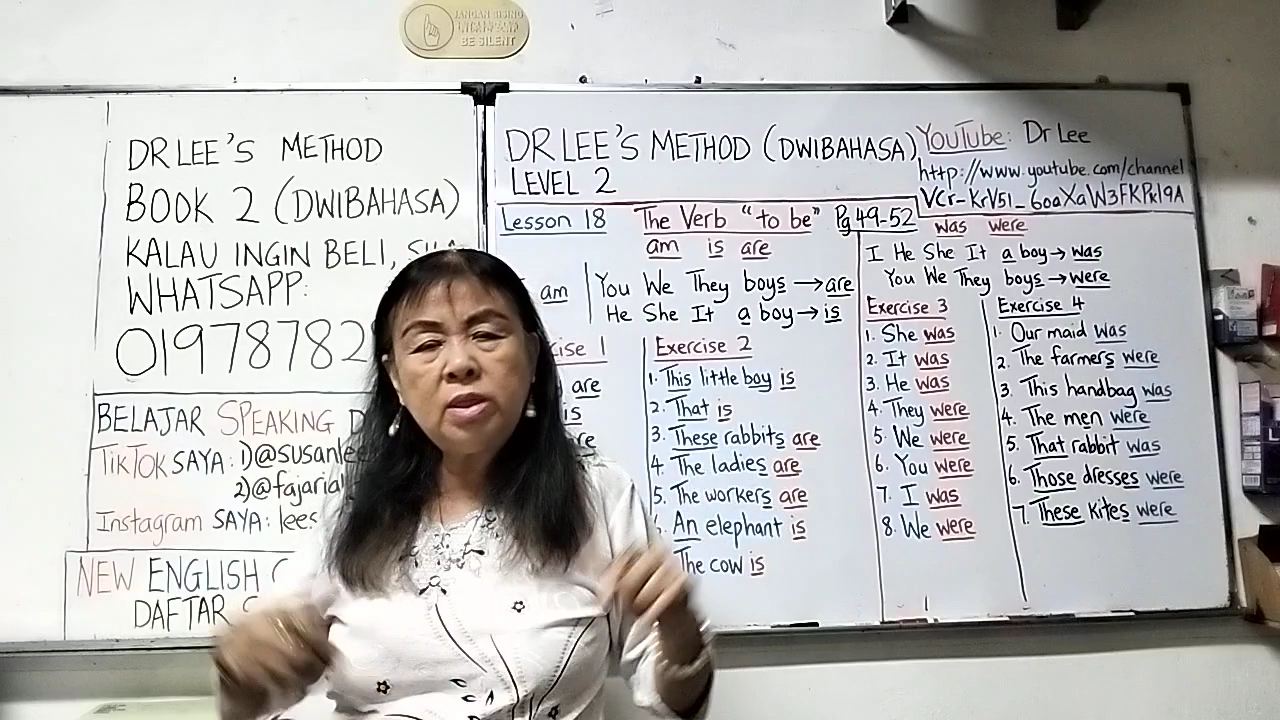 JANGAN BISING
BE SILENT
DR LEE'S METHOD
BOOK 2 (DWIBAHASA)
KALAU INGIN BELI,
WHATSAPP:
01978782
BELAJAR SPEAKING
TikTok SAYA: 1)@susanlee
2)@fajarial
Instagram SAYA: lees
NEW ENGLISH
DAFTAR
DR LEE'S METHOD (DWIBAHASA)
LEVEL 2
YouTube: Dr Lee
http://www.youtube.com/channel
VCr-KrV51_6oaXaW3FKPkl9A
Lesson 18 The Verb "to be" Pg 49-52
am is are
am
You We They boys → are
He She It a boy → is
cise 1
are
is
re
Exercise 2
1. This little boy is
2. That is
3. These rabbits are
4. The ladies are
5. The workers are
6. An elephant is
The cow is
was were
I He She It a boy → was
You We They boys → were
Exercise 3
1. She was
2. It was
3. He was
4. They were
5. We were
6. You were
7. I was
8. We were
Exercise 4
1. Our maid was
2. The farmers were
3. This handbag was
4. The men were
5. That rabbit was
6. Those dresses were
7. These kites were